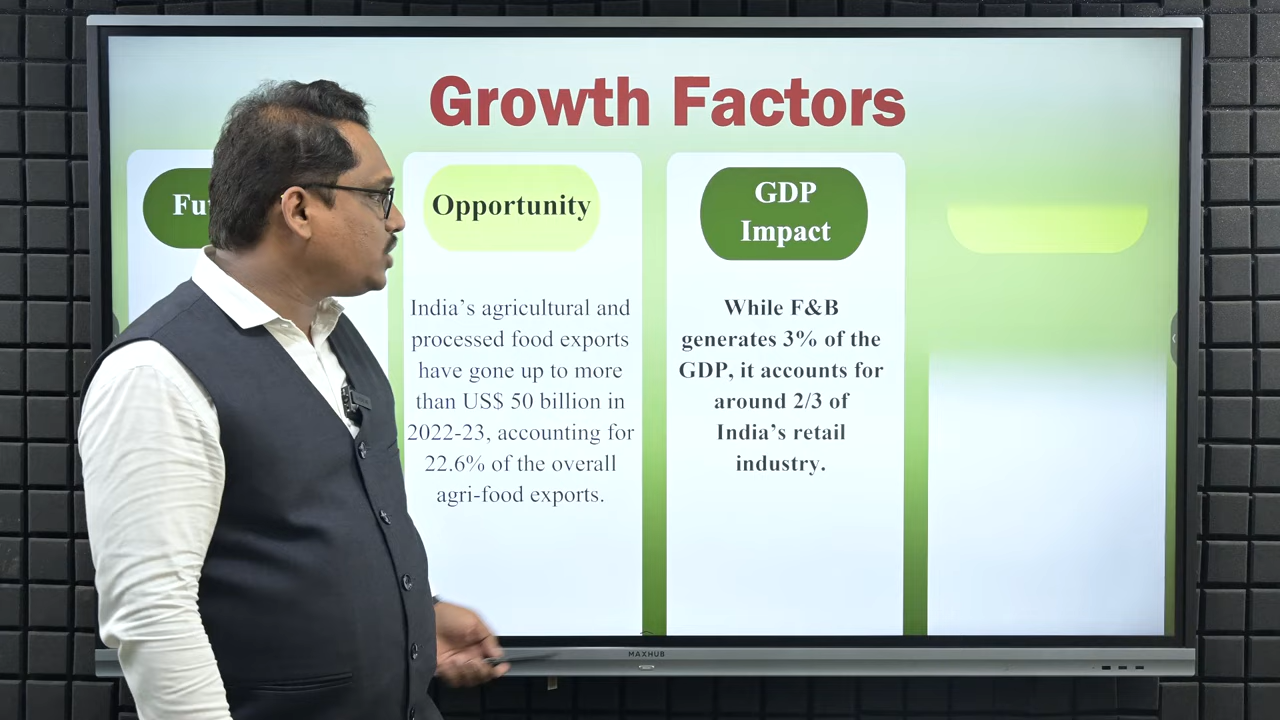 Growth Factors
Opportunity
India's agricultural and
processed food exports
have gone up to more
than US$ 50 billion in
2022-23, accounting for
22.6% of the overall
agri-food exports.
GDP
Impact
While F&B
generates 3% of the
GDP, it accounts for
around 2/3 of
India's retail
industry.
MAXHUB